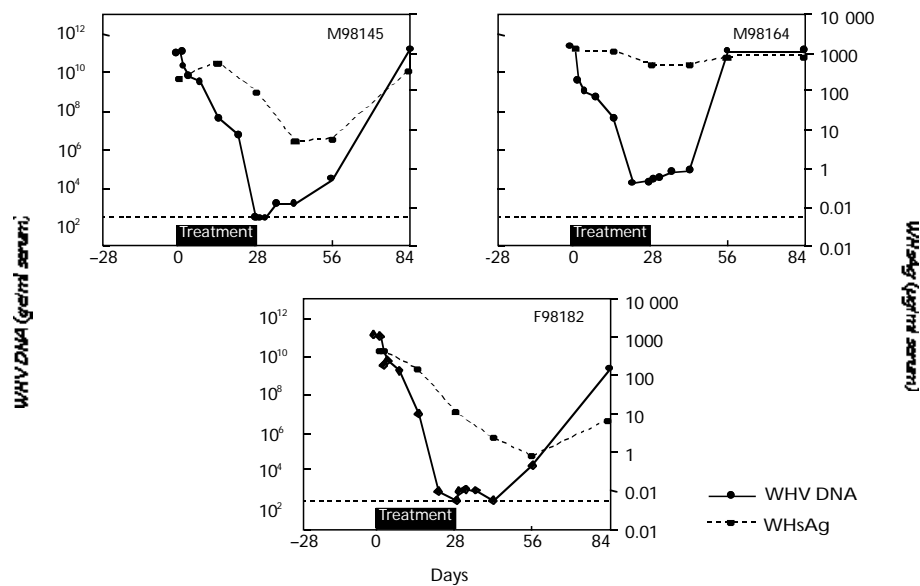 M98145
10¹²
10¹⁰
10⁸
10⁶
10⁴
10²
Treatment
−28 0 28 56 84
M98164
10 000
1000
100
10
1
0.01
0.01
Treatment
−28 0 28 56 84
WHV DNA (ge/ml serum)
WHsAg (µg/ml serum)
F98182
10¹²
10¹⁰
10⁸
10⁶
10⁴
10²
10 000
1000
100
10
1
0.01
0.01
Treatment
−28 0 28 56 84
Days
WHV DNA
WHsAg